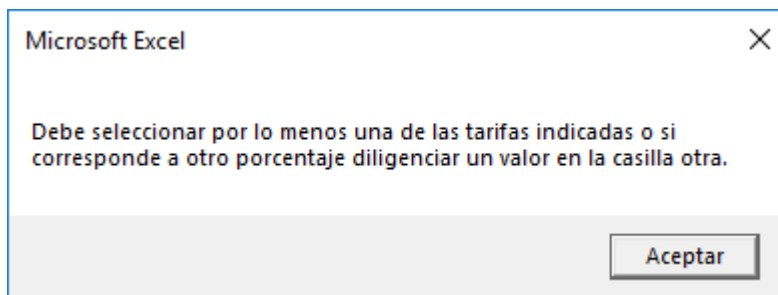 Microsoft Excel
Debe seleccionar por lo menos una de las tarifas indicadas o si
corresponde a otro porcentaje diligenciar un valor en la casilla otra.
Aceptar